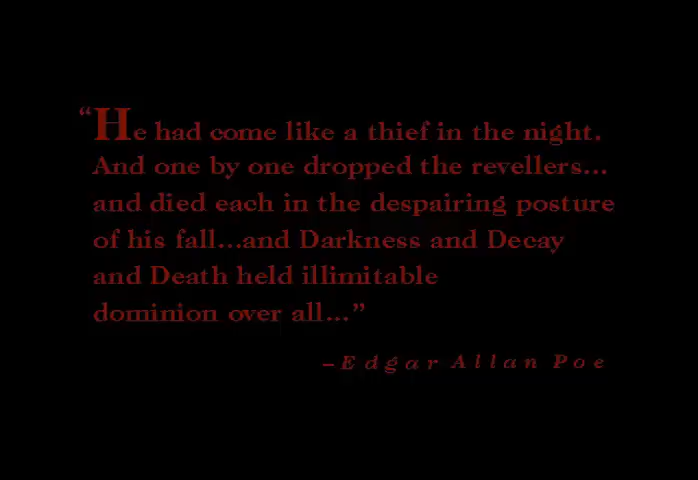 “He had come like a thief in the night.
And one by one dropped the revellers...
and died each in the despairing posture
of his fall...and Darkness and Decay
and Death held illimitable
dominion over all...”
–Edgar Allan Poe